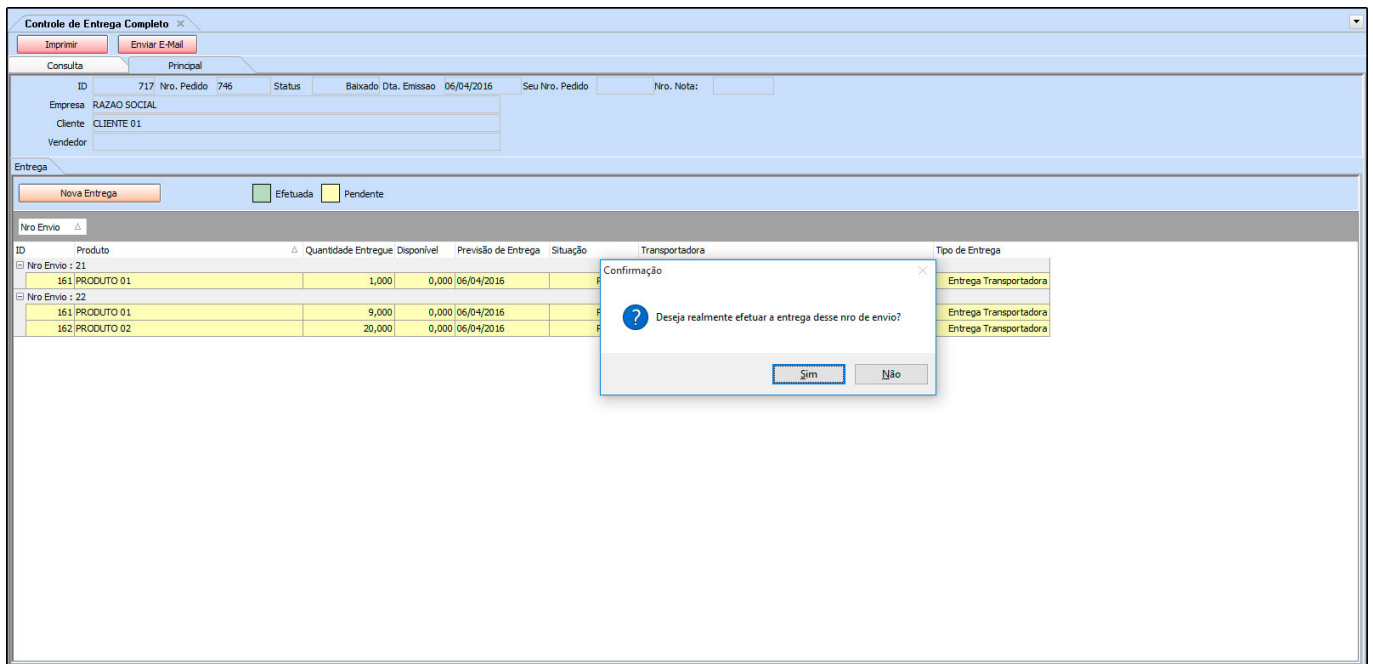 Controle de Entrega Completo
Imprimir Enviar E-Mail
Consulta Principal
ID 717 Nro. Pedido 746 Status Baixado Dta. Emissao 06/04/2016 Seu Nro. Pedido Nro. Nota:
Empresa RAZAO SOCIAL
Cliente CLIENTE 01
Vendedor
Entrega
Nova Entrega Efetuada Pendente
Nro Envio
ID Produto Quantidade Entregue Disponível Previsão de Entrega Situação Transportadora Tipo de Entrega
Nro Envio : 21
161 PRODUTO 01 1,000 0,000 06/04/2016 Entrega Transportadora
Nro Envio : 22
161 PRODUTO 01 9,000 0,000 06/04/2016 Entrega Transportadora
162 PRODUTO 02 20,000 0,000 06/04/2016 Entrega Transportadora
Confirmação
Deseja realmente efetuar a entrega desse nro de envio?
Sim Não